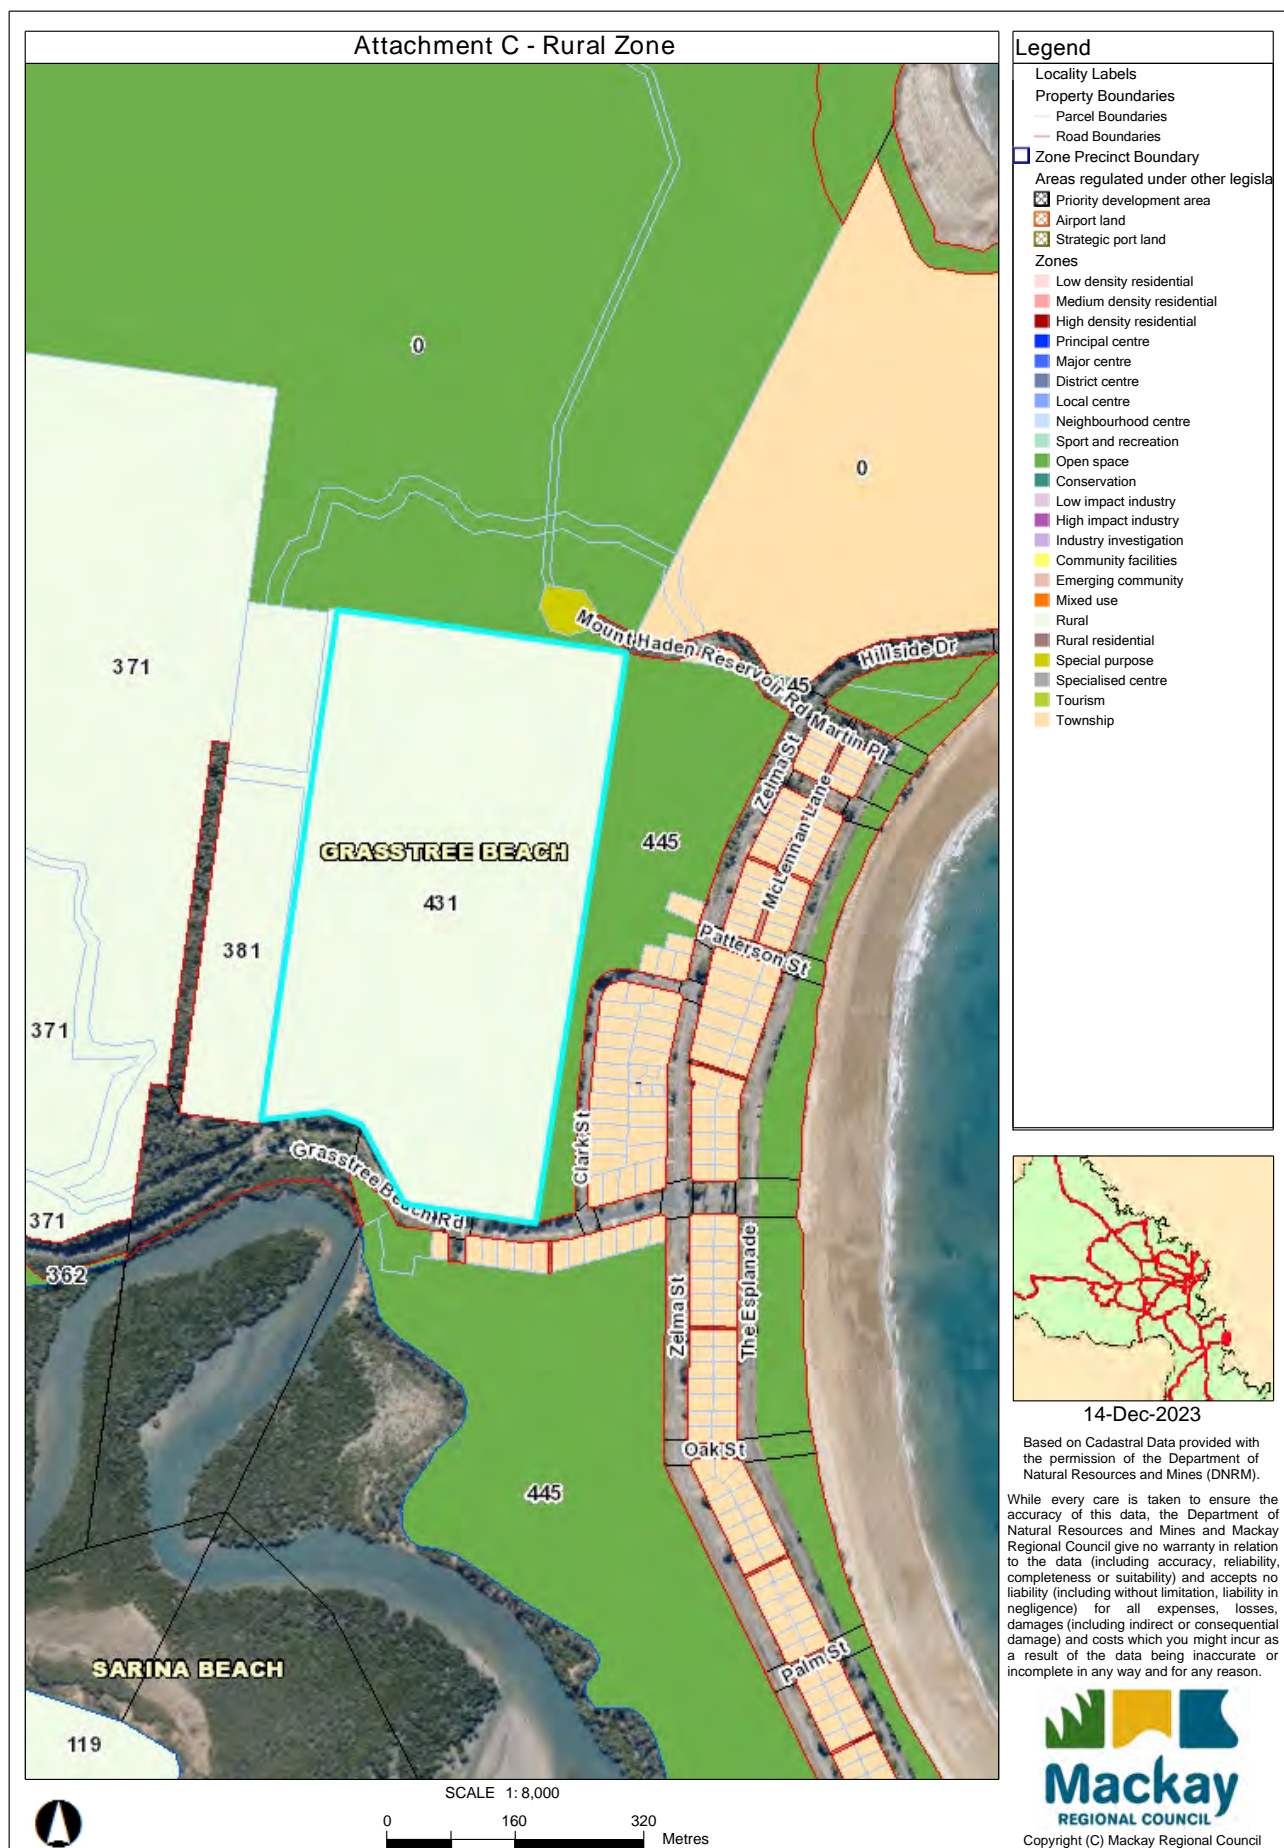 Attachment C - Rural Zone
0
0
371
Mount Haden Reservoir Rd
Hillside Dr
Martin Pl
Zelma St
McLennan Lane
GRASSTREE BEACH
445
431
381
Patterson St
371
Clark St
Grasstree Beach Rd
371
362
Zelma St
The Esplanade
Oak St
445
Palm St
SARINA BEACH
119
SCALE 1: 8,000
0 160 320
Metres
Legend
Locality Labels
Property Boundaries
Parcel Boundaries
Road Boundaries
Zone Precinct Boundary
Areas regulated under other legisla
Priority development area
Airport land
Strategic port land
Zones
Low density residential
Medium density residential
High density residential
Principal centre
Major centre
District centre
Local centre
Neighbourhood centre
Sport and recreation
Open space
Conservation
Low impact industry
High impact industry
Industry investigation
Community facilities
Emerging community
Mixed use
Rural
Rural residential
Special purpose
Specialised centre
Tourism
Township
14-Dec-2023
Based on Cadastral Data provided with
the permission of the Department of
Natural Resources and Mines (DNRM).
While every care is taken to ensure the
accuracy of this data, the Department of
Natural Resources and Mines and Mackay
Regional Council give no warranty in relation
to the data (including accuracy, reliability,
completeness or suitability) and accepts no
liability (including without limitation, liability in
negligence) for all expenses, losses,
damages (including indirect or consequential
damage) and costs which you might incur as
a result of the data being inaccurate or
incomplete in any way and for any reason.
Mackay
REGIONAL COUNCIL
Copyright (C) Mackay Regional Council